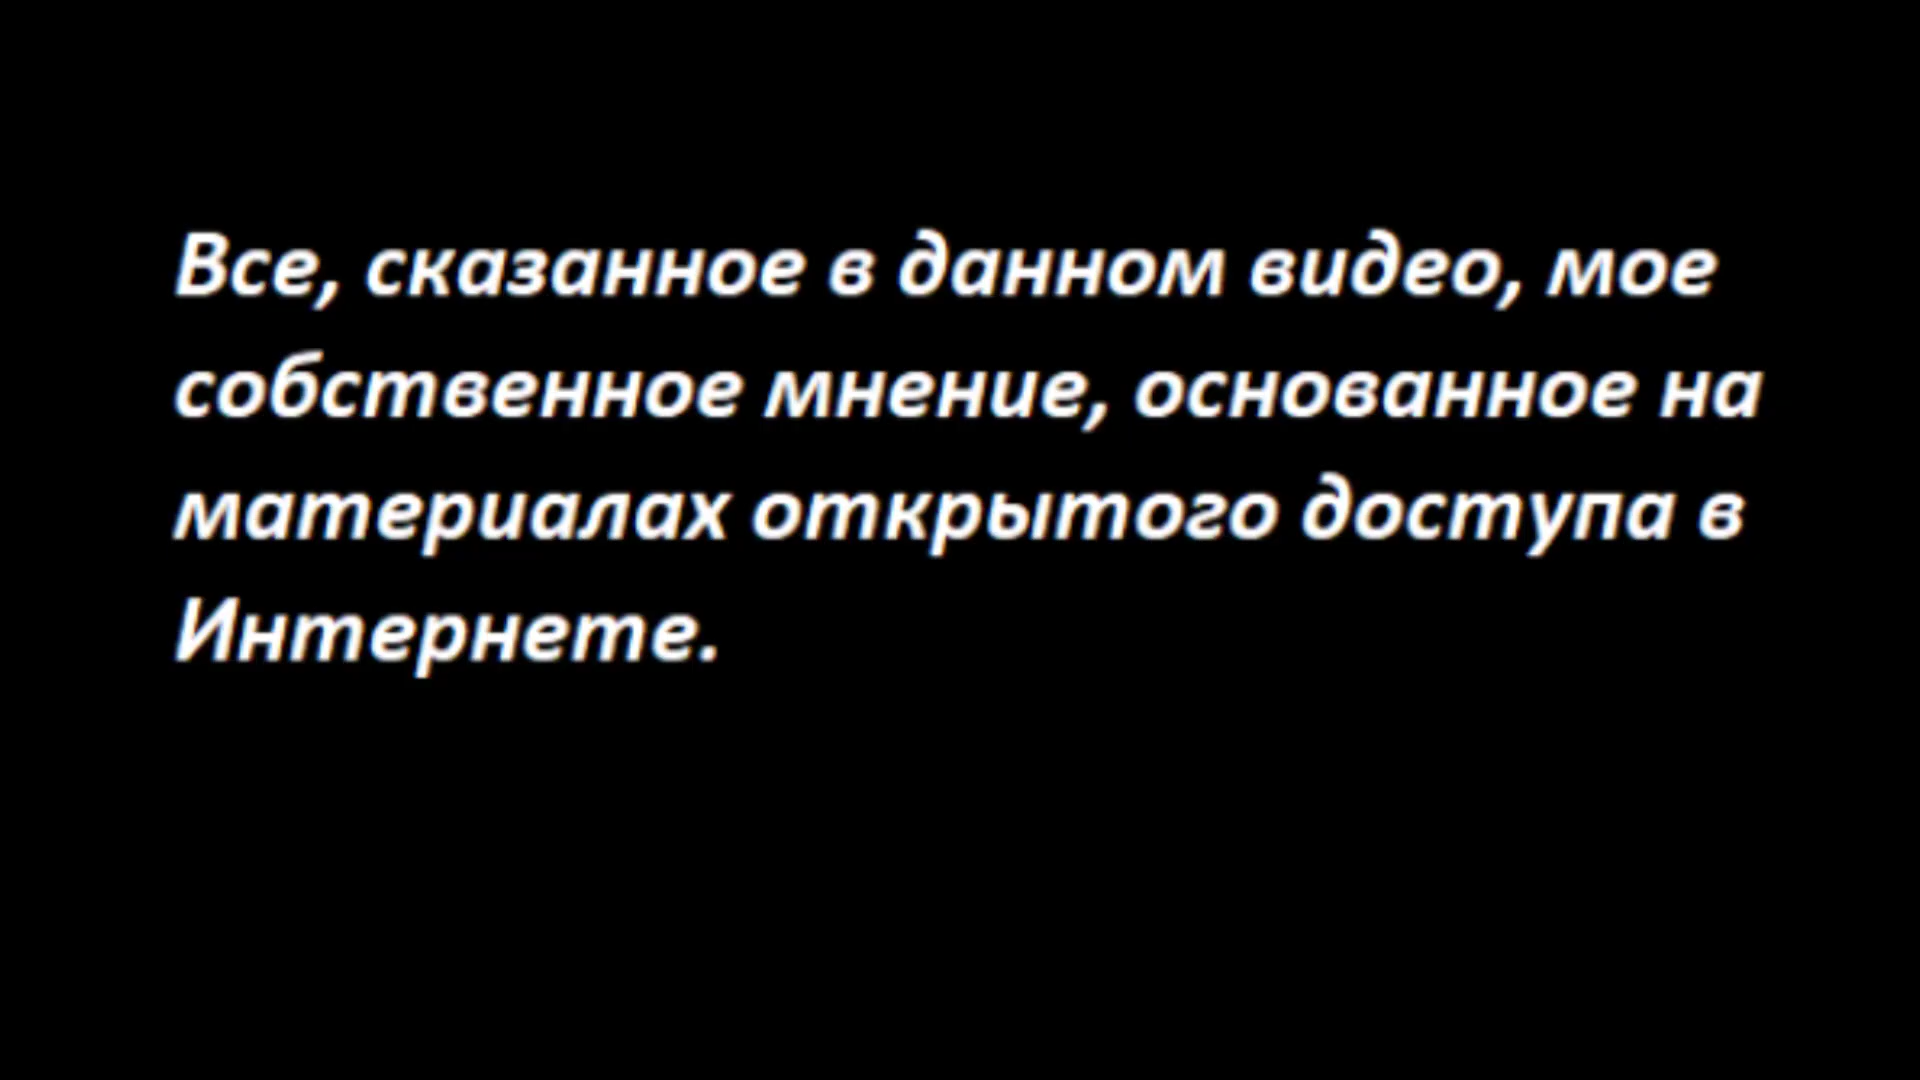 Все, сказанное в данном видео, мое
собственное мнение, основанное на
материалах открытого доступа в
Интернете.